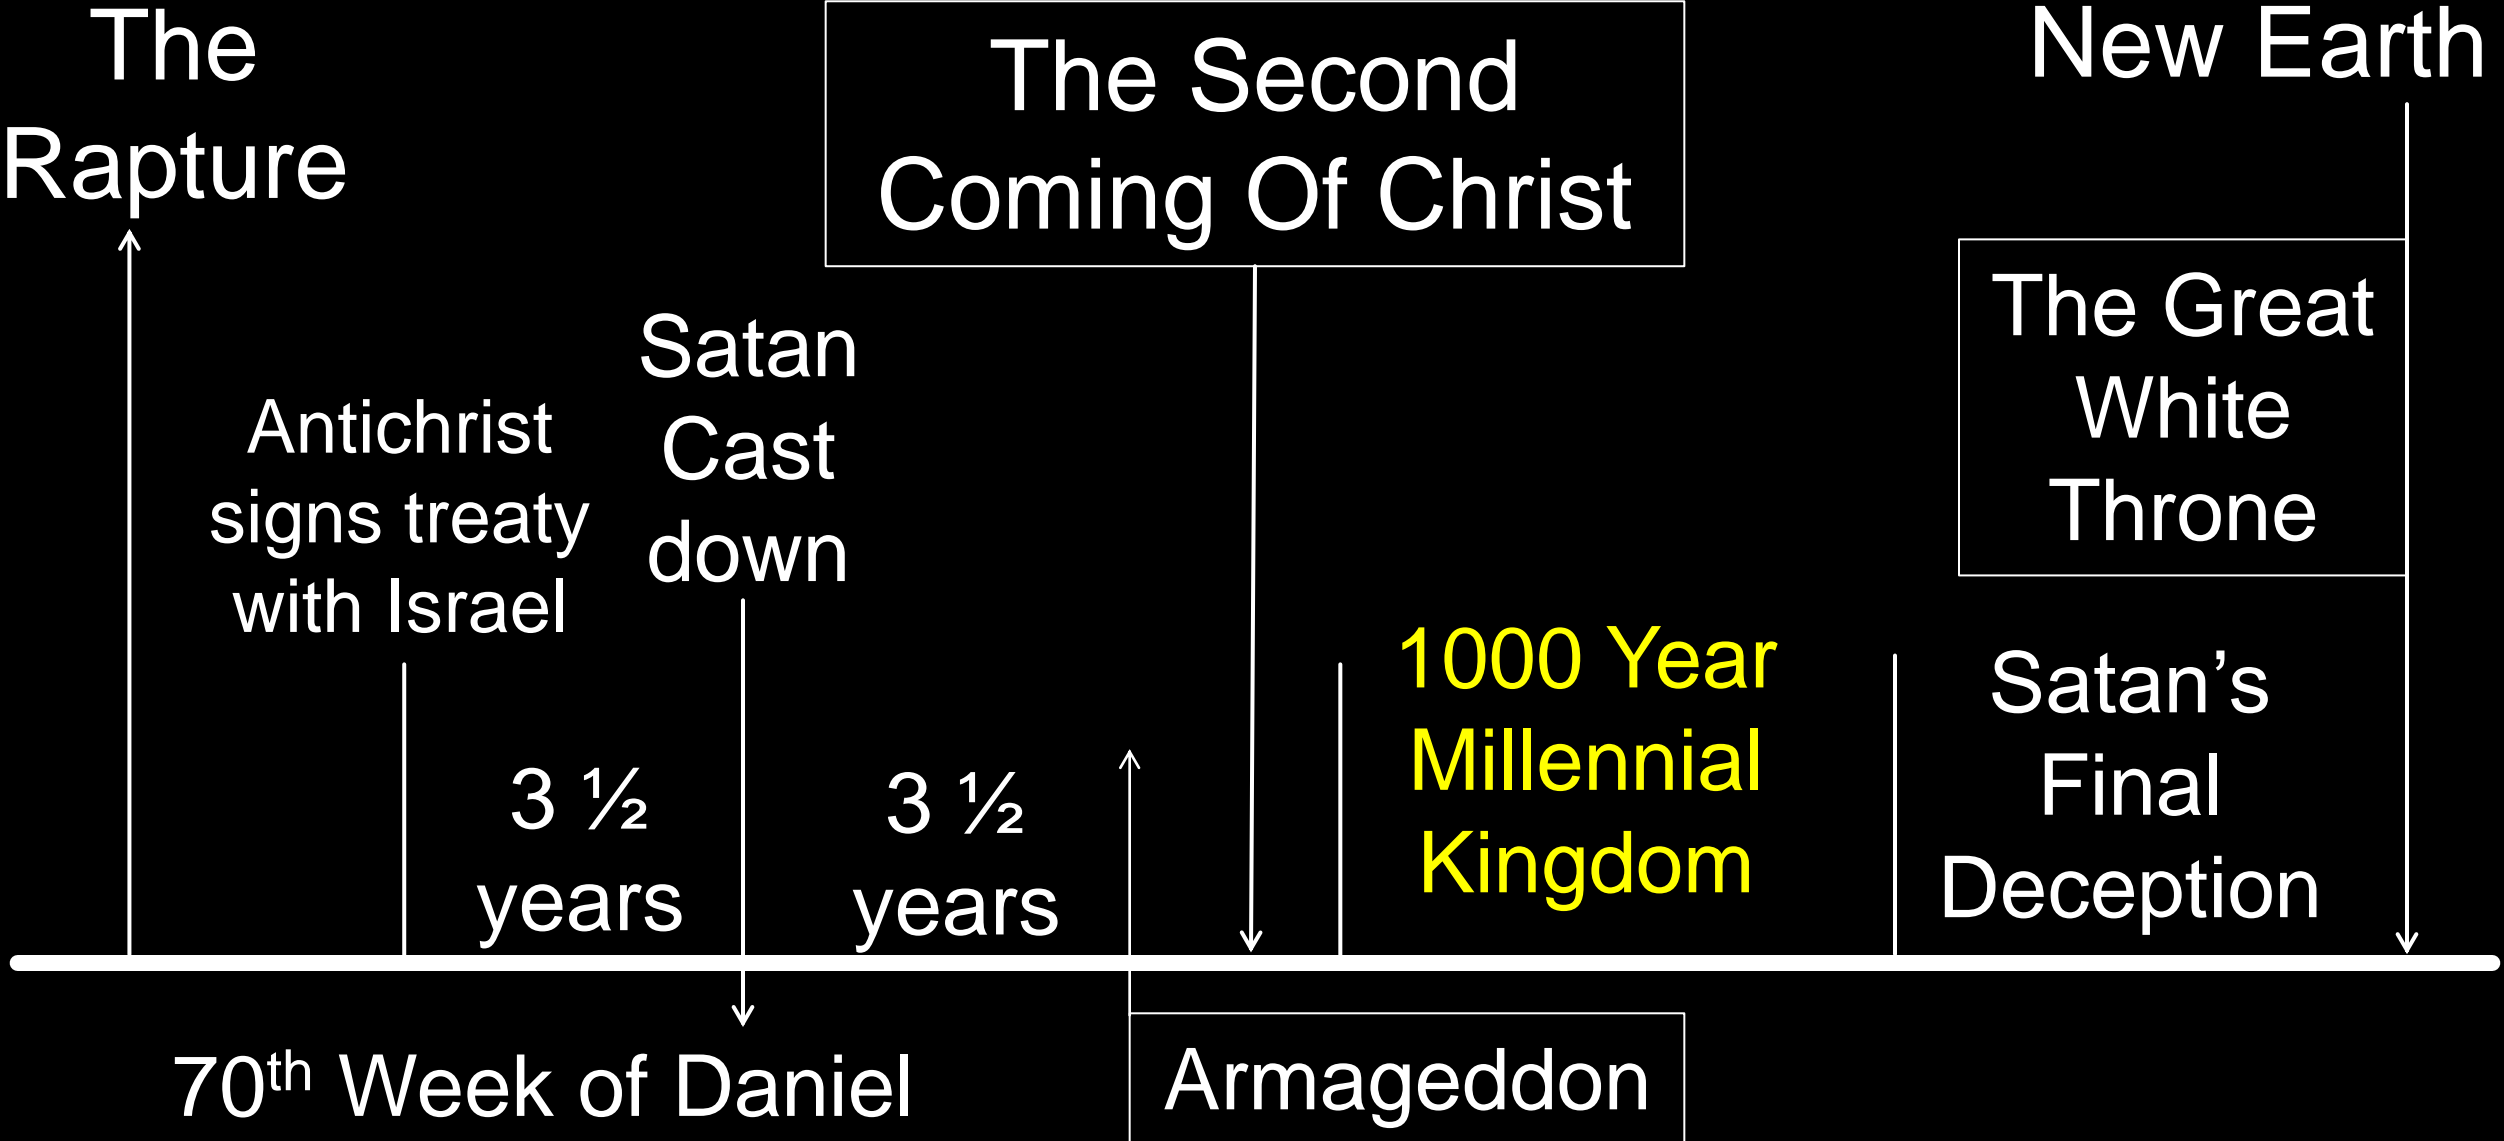 The
Rapture
The Second
Coming Of Christ
New Earth
The Great
White
Throne
Satan
Cast
down
Antichrist
signs treaty
with Israel
3 ½
years
3 ½
years
1000 Year
Millennial
Kingdom
Satan’s
Final
Deception
70th Week of Daniel
Armageddon